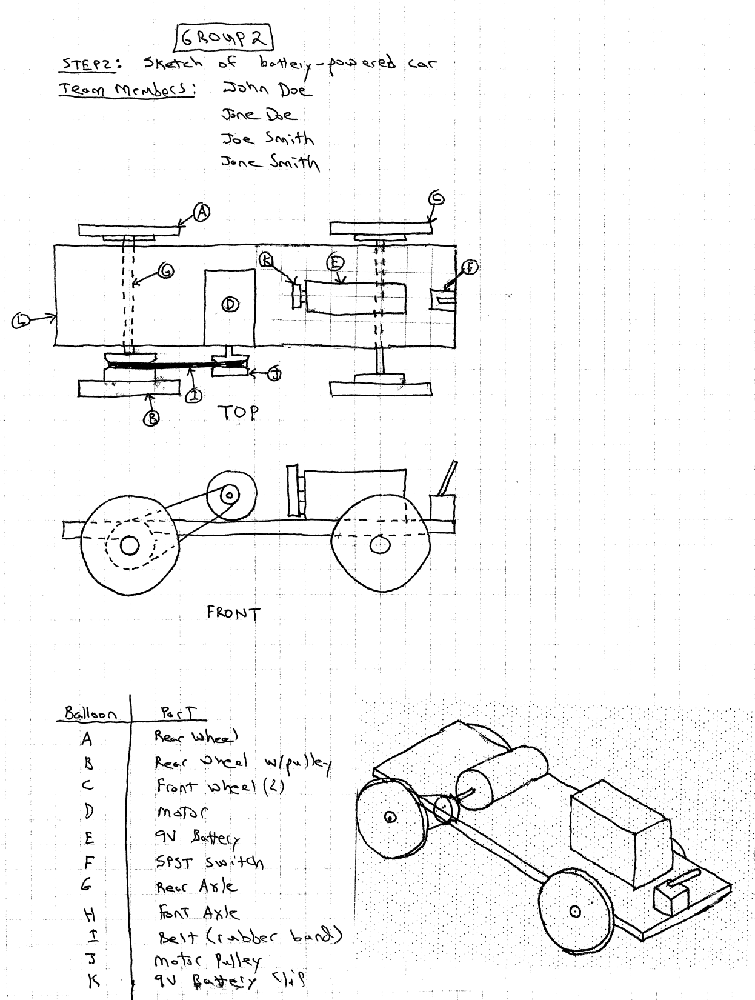 GROUP 2
STEP 2: Sketch of battery-powered car
Team Members: John Doe
Jane Doe
Joe Smith
Jane Smith
A
C
K
E
F
G
D
L
J
I
B
TOP
FRONT
Balloon Part
A Rear Wheel
B Rear wheel w/pulley
C Front wheel (2)
D Motor
E 9V Battery
F SPST switch
G Rear Axle
H Font Axle
I Belt (rubber band)
J Motor Pulley
K 9V Battery Clip